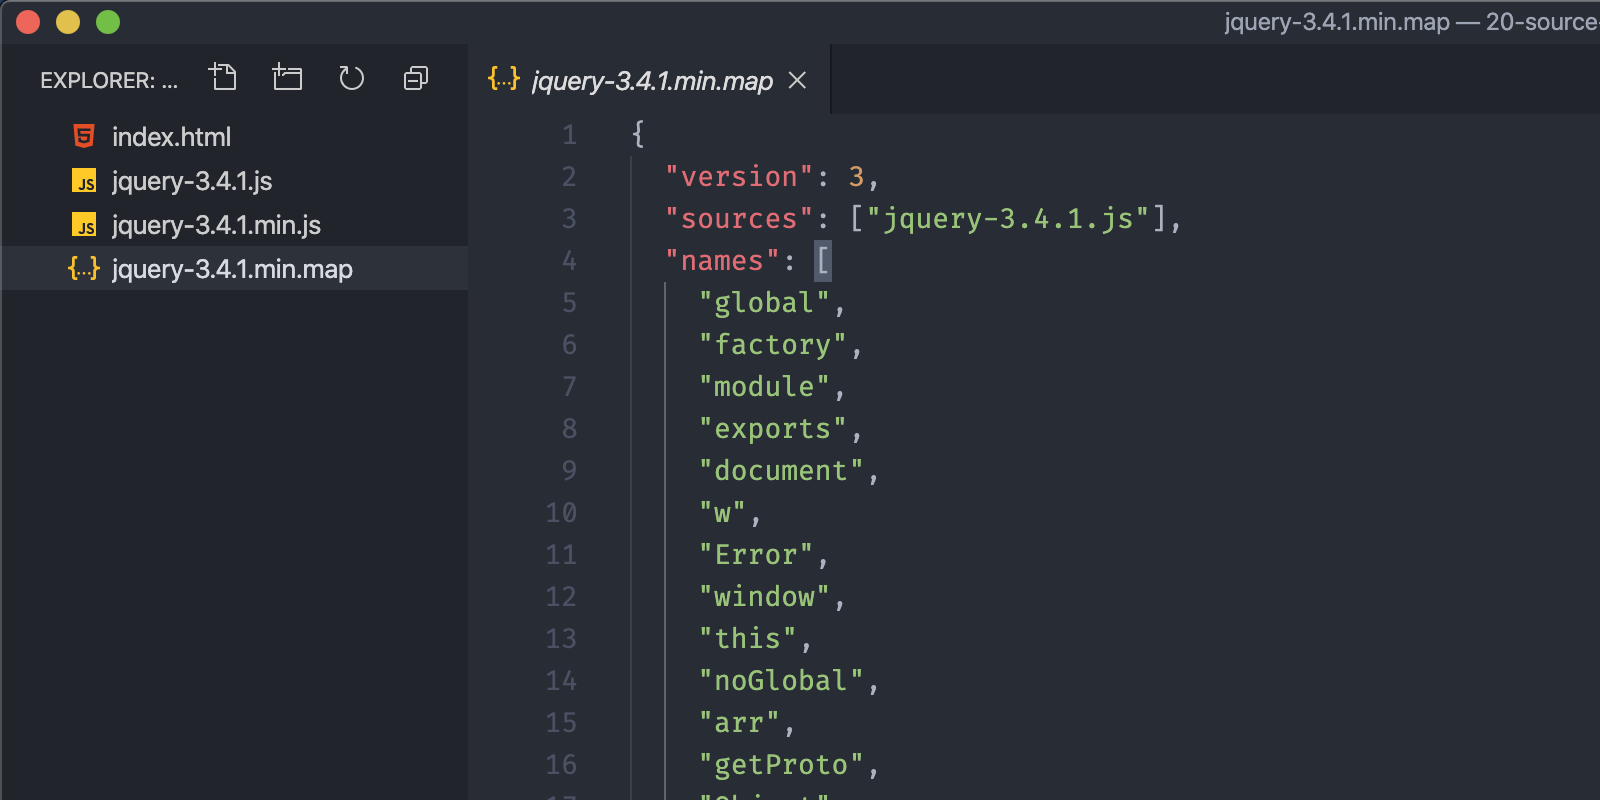 jquery-3.4.1.min.map — 20-source-
EXPLORER: ...
index.html
jquery-3.4.1.js
jquery-3.4.1.min.js
jquery-3.4.1.min.map
jquery-3.4.1.min.map
1 {
2 "version": 3,
3 "sources": ["jquery-3.4.1.js"],
4 "names": [
5 "global",
6 "factory",
7 "module",
8 "exports",
9 "document",
10 "w",
11 "Error",
12 "window",
13 "this",
14 "noGlobal",
15 "arr",
16 "getProto",